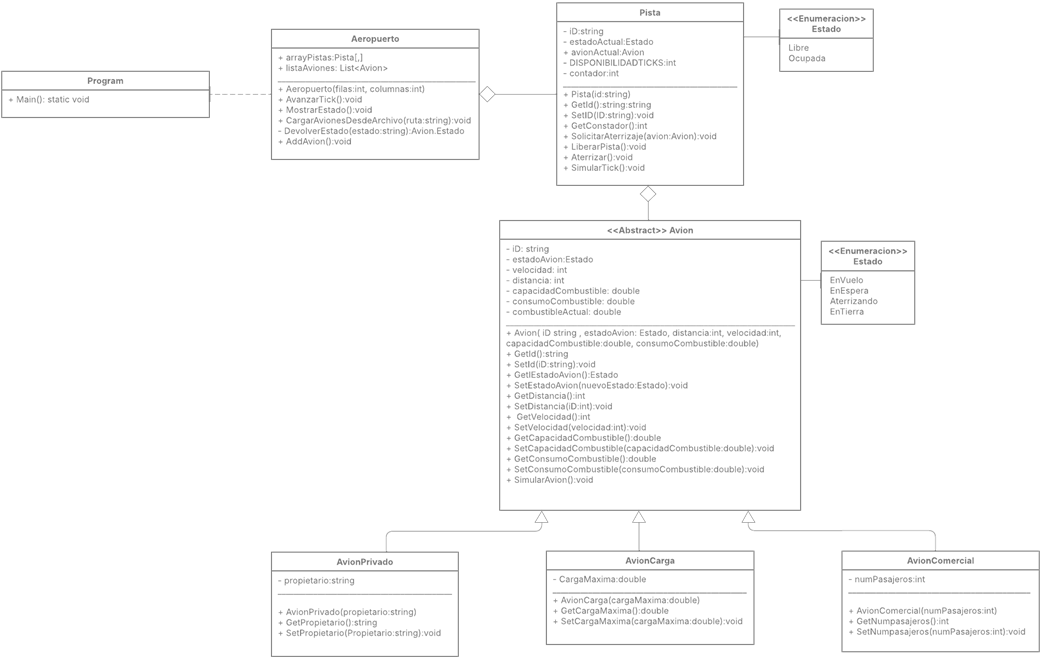 Program
+ Main(): static void
Aeropuerto
+ arrayPistas:Pista[,]
+ listaAviones: List<Avion>
+ Aeropuerto(filas:int, columnas:int)
+ AvanzarTick():void
+ MostrarEstado():void
+ CargarAvionesDesdeArchivo(ruta:string):void
- DevolverEstado(estado:string):Avion.Estado
+ AddAvion():void
Pista
- iD:string
- estadoActual:Estado
+ avionActual:Avion
- DISPONIBILIDADTICKS:int
- contador:int
+ Pista(id:string)
+ GetId():string:string
+ SetID(ID:string):void
+ GetConstador():int
+ SolicitarAterrizaje(avion:Avion):void
+ LiberarPista():void
+ Aterrizar():void
+ SimularTick():void
<<Enumeracion>>
Estado
Libre
Ocupada
<<Abstract>> Avion
- iD: string
- estadoAvion:Estado
- velocidad: int
- distancia: int
- capacidadCombustible: double
- consumoCombustible: double
- combustibleActual: double
+ Avion( iD string , estadoAvion: Estado, distancia:int, velocidad:int,
capacidadCombustible:double, consumoCombustible:double)
+ GetId():string
+ SetId(iD:string):void
+ GetIEstadoAvion():Estado
+ SetEstadoAvion(nuevoEstado:Estado):void
+ GetDistancia():int
+ SetDistancia(iD:int):void
+ GetVelocidad():int
+ SetVelocidad(velocidad:int):void
+ GetCapacidadCombustible():double
+ SetCapacidadCombustible(capacidadCombustible:double):void
+ GetConsumoCombustible():double
+ SetConsumoCombustible(consumoCombustible:double):void
+ SimularAvion():void
<<Enumeracion>>
Estado
EnVuelo
EnEspera
Aterrizando
EnTierra
AvionPrivado
- propietario:string
+ AvionPrivado(propietario:string)
+ GetPropietario():string
+ SetPropietario(Propietario:string):void
AvionCarga
- CargaMaxima:double
+ AvionCarga(cargaMaxima:double)
+ GetCargaMaxima():double
+ SetCargaMaxima(cargaMaxima:double):void
AvionComercial
- numPasajeros:int
+ AvionComercial(numPasajeros:int)
+ GetNumpasajeros():int
+ SetNumpasajeros(numPasajeros:int):void